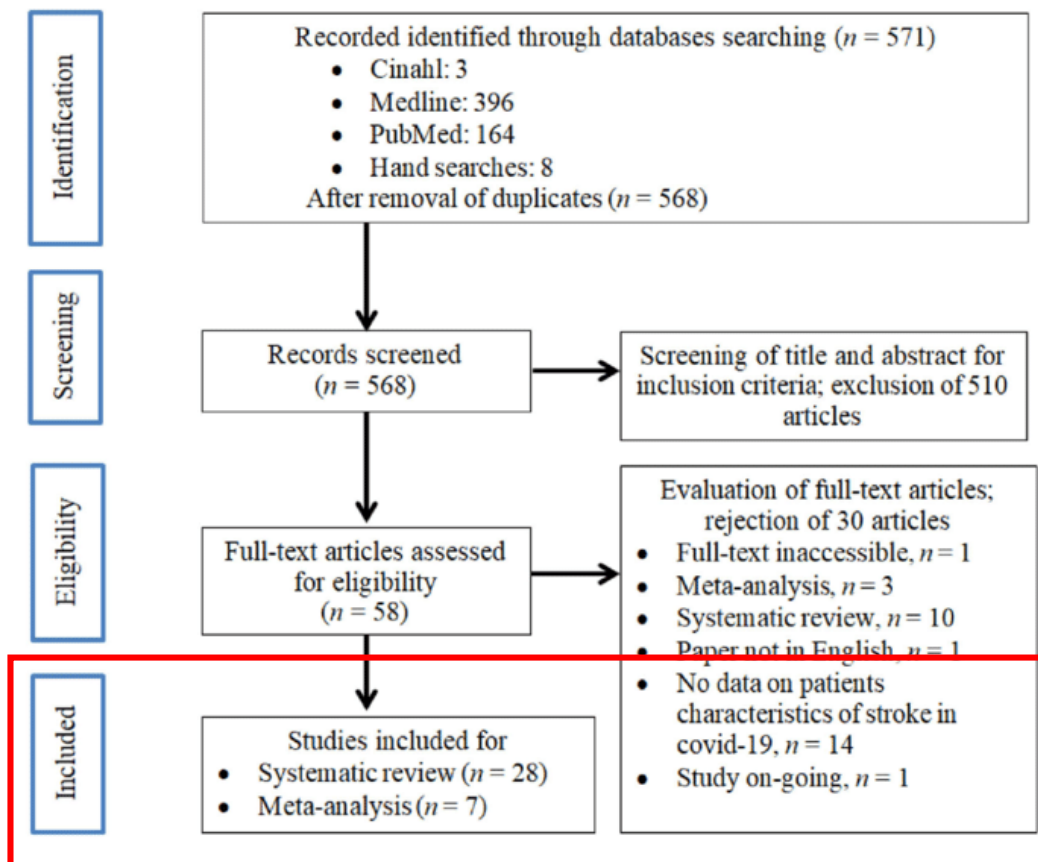 Identification
Recorded identified through databases searching (n = 571)
• Cinahl: 3
• Medline: 396
• PubMed: 164
• Hand searches: 8
After removal of duplicates (n = 568)
Screening
Records screened
(n = 568)
Screening of title and abstract for
inclusion criteria; exclusion of 510
articles
Eligibility
Full-text articles assessed
for eligibility
(n = 58)
Evaluation of full-text articles;
rejection of 30 articles
• Full-text inaccessible, n = 1
• Meta-analysis, n = 3
• Systematic review, n = 10
• Paper not in English, n = 1
• No data on patients
characteristics of stroke in
covid-19, n = 14
• Study on-going, n = 1
Included
Studies included for
• Systematic review (n = 28)
• Meta-analysis (n = 7)